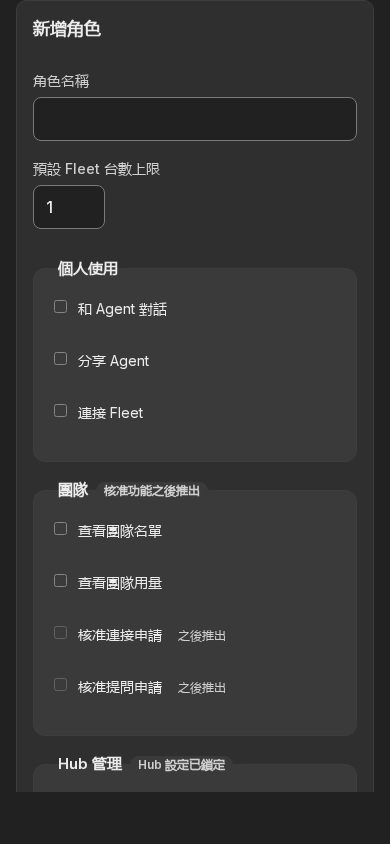 新增角色
角色名稱
預設 Fleet 台數上限
1
個人使用
和 Agent 對話
分享 Agent
連接 Fleet
團隊 核准功能之後推出
查看團隊名單
查看團隊用量
核准連接申請 之後推出
核准提問申請 之後推出
Hub 管理 Hub 設定已鎖定